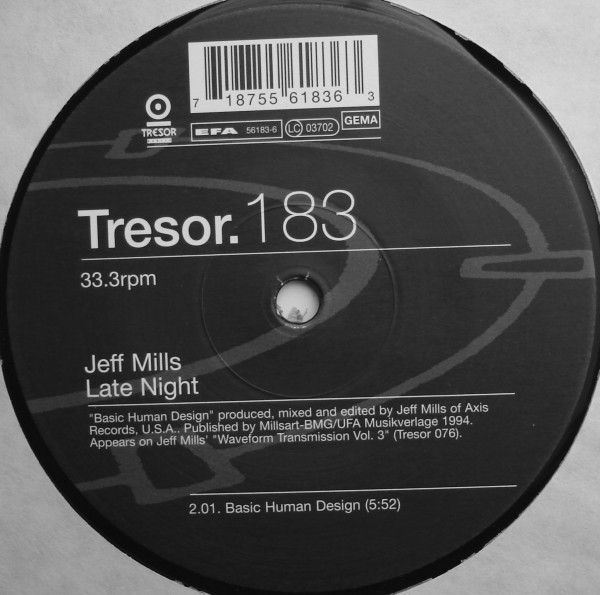 7 18755 61836 3
TRESOR
EFA 56183-6 LC 03702 GEMA
Tresor.183
33.3rpm
Jeff Mills
Late Night
"Basic Human Design" produced, mixed and edited by Jeff Mills of Axis
Records, U.S.A.. Published by Millsart-BMG/UFA Musikverlage 1994.
Appears on Jeff Mills' "Waveform Transmission Vol. 3" (Tresor 076).
2.01. Basic Human Design (5:52)